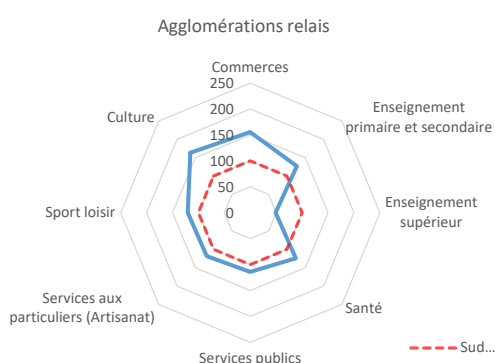 Agglomérations relais
Commerces
250
200
150
100
50
0
Enseignement
primaire et secondaire
Enseignement
supérieur
Santé
Services publics
Services aux
particuliers (Artisanat)
Sport loisir
Culture
Sud...